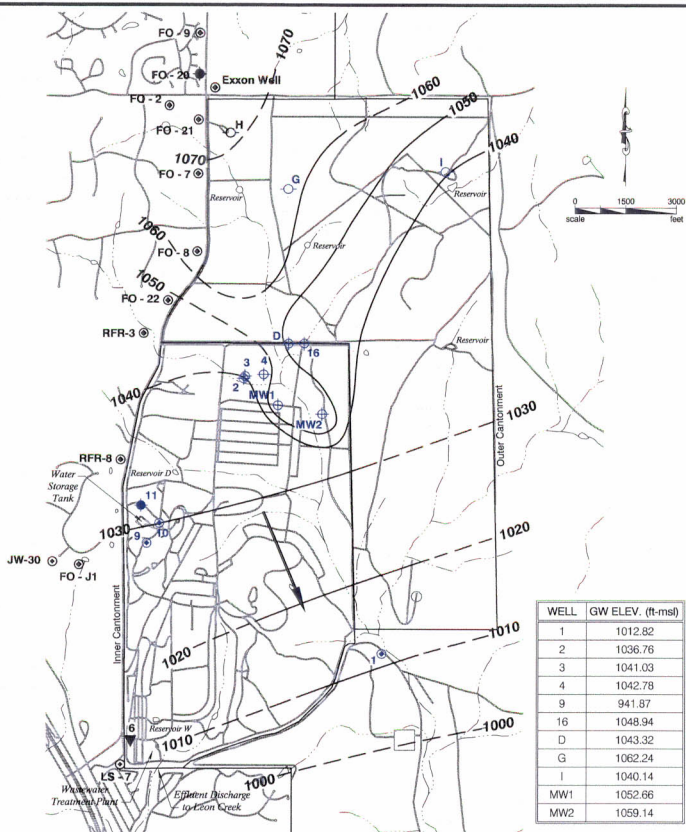 FO - 9
1070
FO - 20
Exxon Well
1060
FO - 2
1050
FO - 21
H
1040
1070
I
FO - 7
G
Reservoir
Reservoir
0 1500 3000
scale feet
1060
Reservoir
FO - 8
1050
FO - 22
RFR-3
D
16
Reservoir
3
4
2
1040
MW1
MW2
1030
Outer Cantonment
RFR-8
Water
Storage
Tank
Reservoir D
11
1030
10
9
1020
JW-30
FO - J1
Inner Cantonment
1020
1010
1
6
Reservoir W
1010
1000
LS - 7
1000
Wastewater
Treatment Plant
Effluent Discharge
to Leon Creek
WELL GW ELEV. (ft-msl)
1 1012.82
2 1036.76
3 1041.03
4 1042.78
9 941.87
16 1048.94
D 1043.32
G 1062.24
I 1040.14
MW1 1052.66
MW2 1059.14